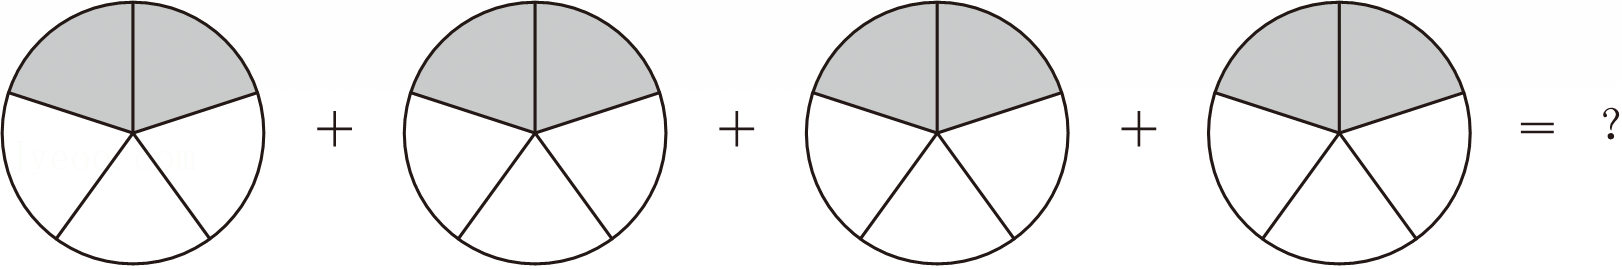 + + + = ?